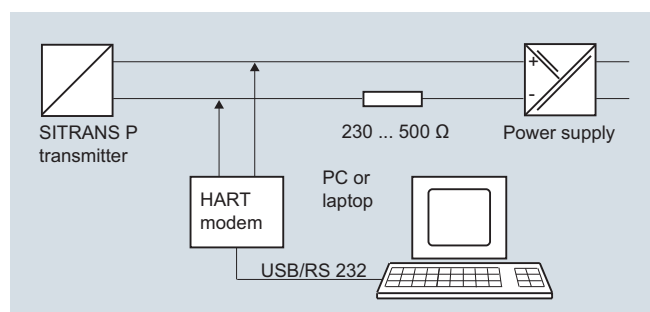 +
-
SITRANS P
transmitter
230 ... 500 Ω
Power supply
HART
modem
PC or
laptop
USB/RS 232